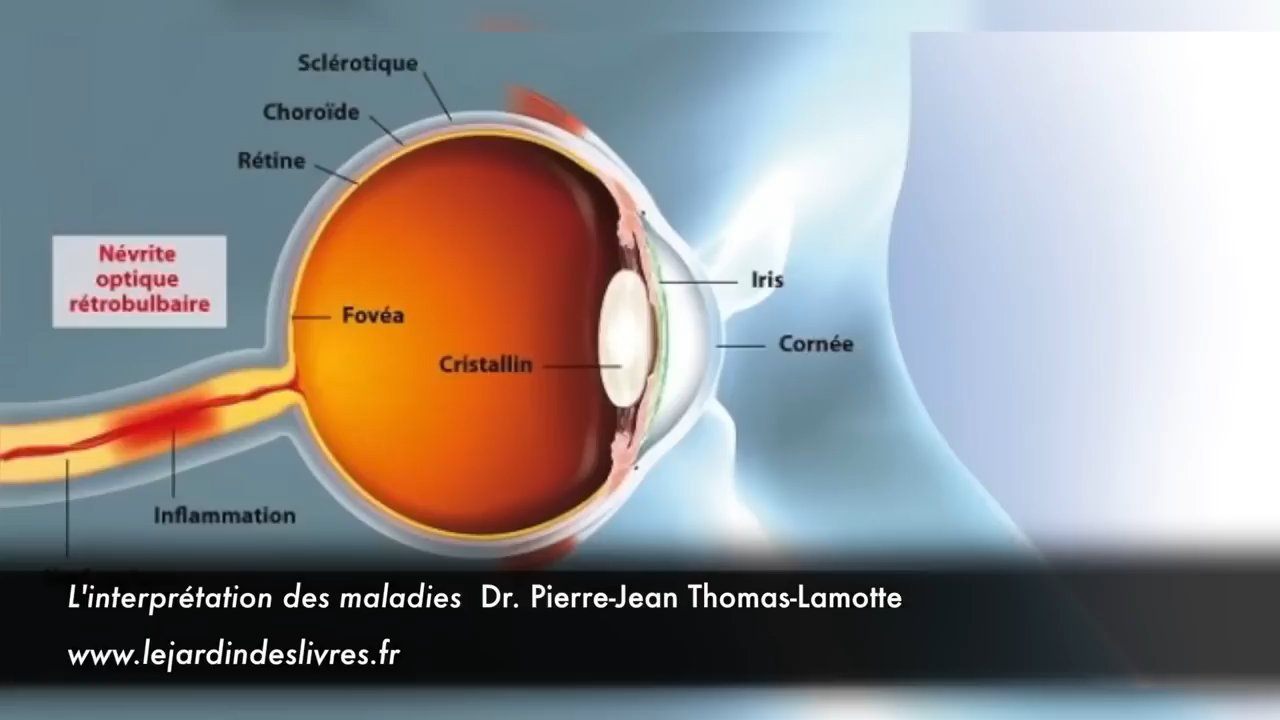 Sclérotique
Choroïde
Rétine
Névrite
optique
rétrobulbaire
Iris
Fovéa
Cornée
Cristallin
Inflammation
L'interprétation des maladies Dr. Pierre-Jean Thomas-Lamotte
www.lejardindeslivres.fr